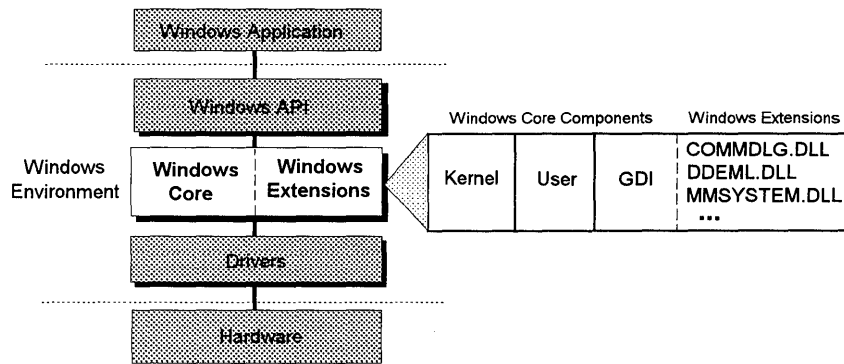 Windows Application
Windows API
Windows
Environment
Windows
Core
Windows
Extensions
Drivers
Hardware
Windows Core Components
Windows Extensions
Kernel
User
GDI
COMMDLG.DLL
DDEML.DLL
MMSYSTEM.DLL
...